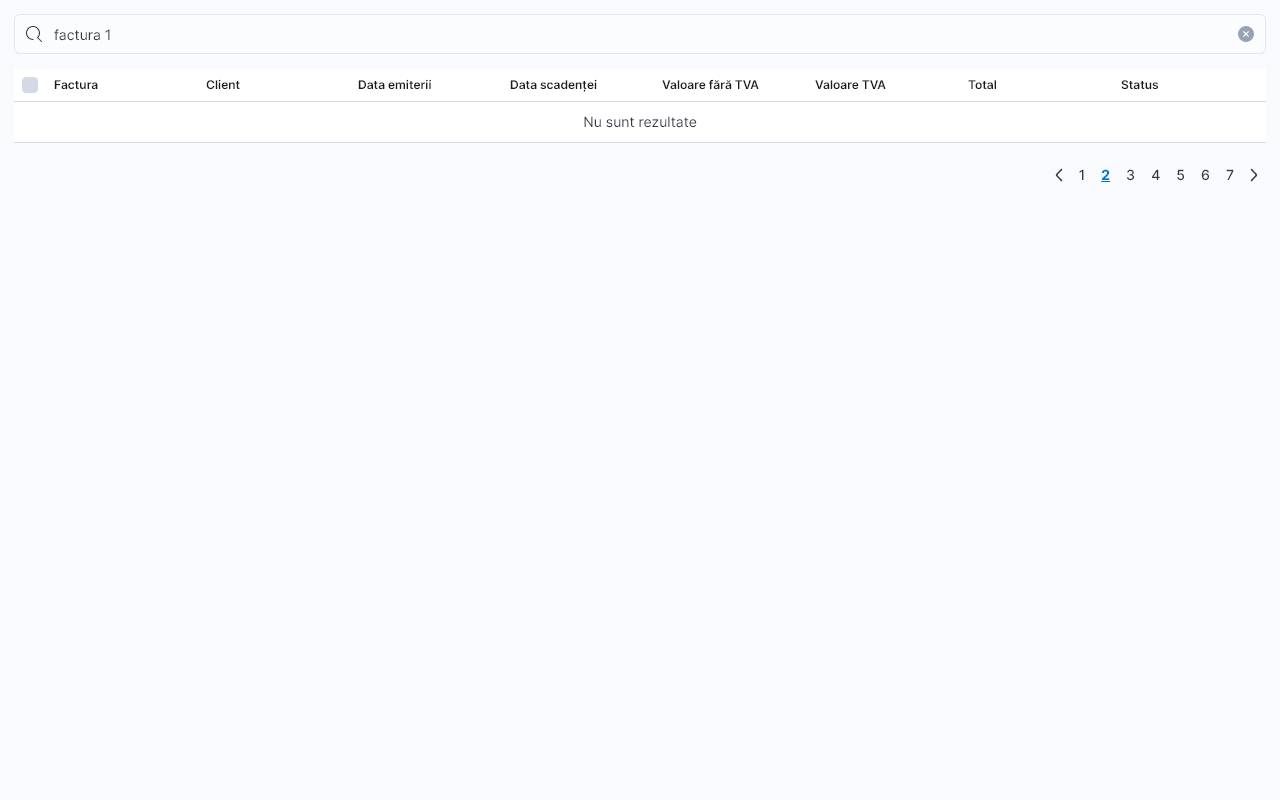 factura 1
Factura Client Data emiterii Data scadenței Valoare fără TVA Valoare TVA Total Status
Nu sunt rezultate
1 2 3 4 5 6 7